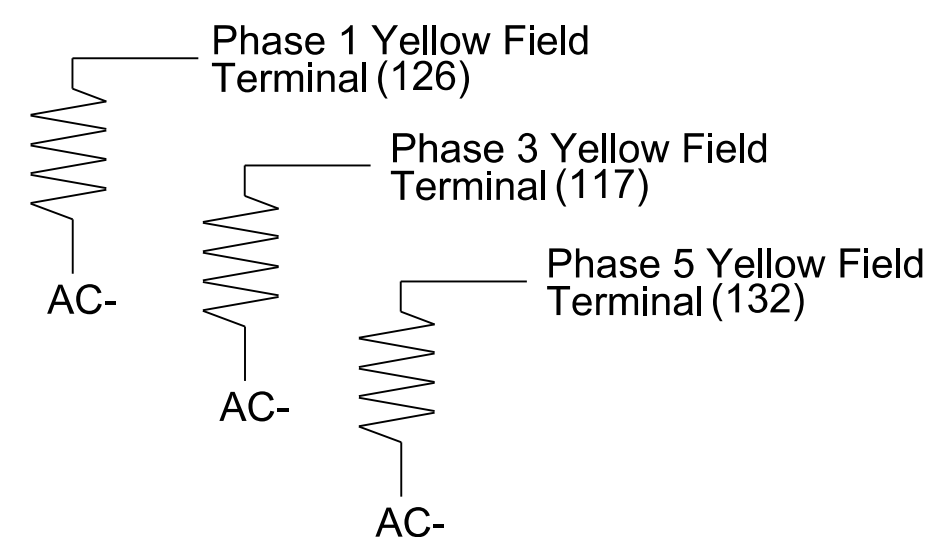 Phase 1 Yellow Field
Terminal (126)
AC-
Phase 3 Yellow Field
Terminal (117)
AC-
Phase 5 Yellow Field
Terminal (132)
AC-